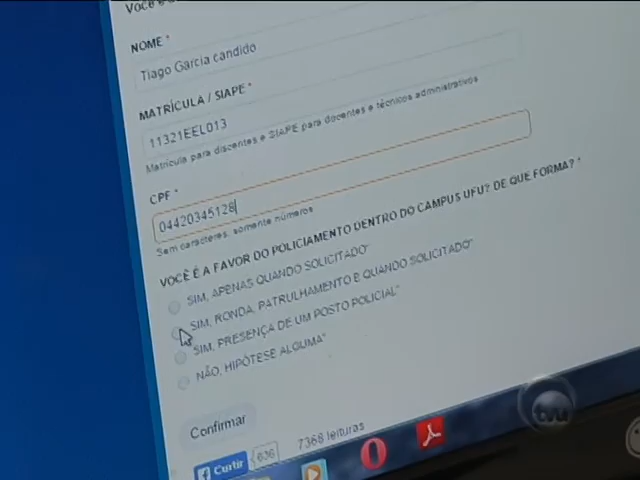 NOME *
Tiago Garcia candido
MATRÍCULA / SIAPE *
11321EEL013
Matrícula para discentes e SIAPE para docentes e técnicos administrativos
CPF *
04420345128
Sem caracteres, somente números
VOCÊ É A FAVOR DO POLICIAMENTO DENTRO DO CAMPUS UFU? DE QUE FORMA? *
SIM, APENAS QUANDO SOLICITADO"
SIM, RONDA, PATRULHAMENTO E QUANDO SOLICITADO"
SIM, PRESENÇA DE UM POSTO POLICIAL"
NÃO, HIPÓTESE ALGUMA"
Confirmar
Curtir 636 7368 leituras
tvu